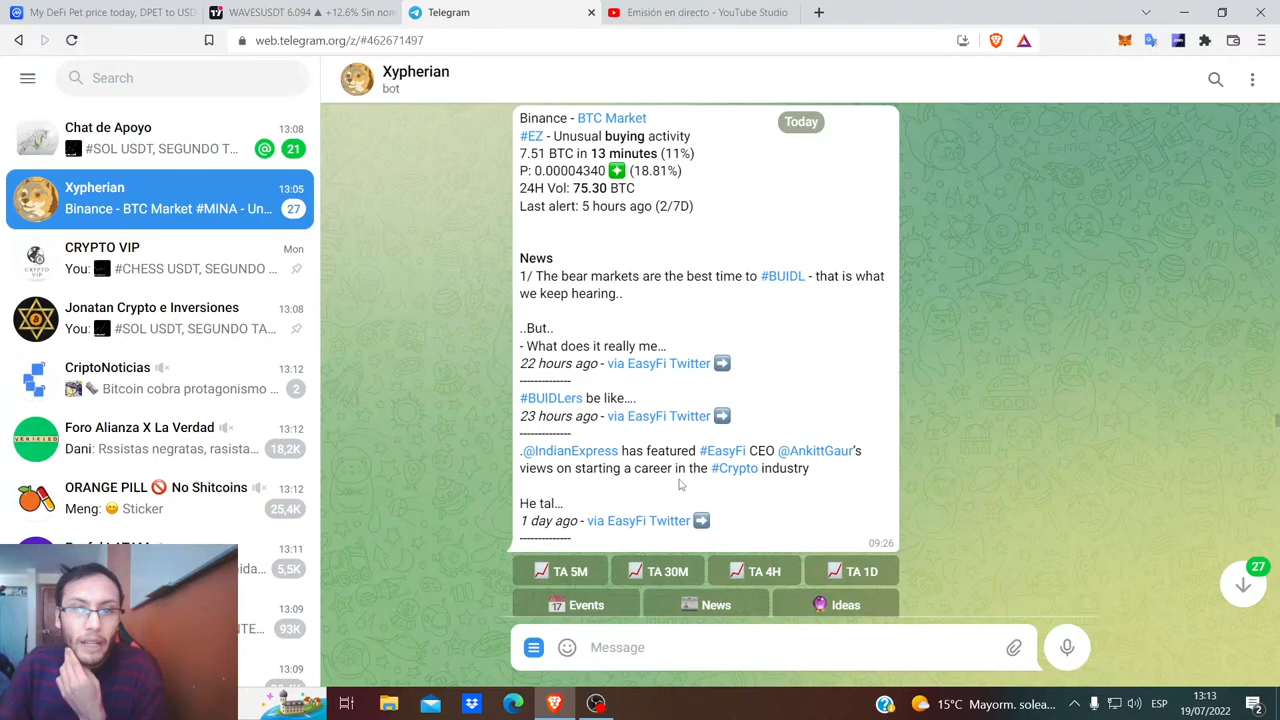 My DeFi Pet price today, DPET to USD
WAVESUSDT 6.094 ▲ +12.6% Sin nom
Telegram
Emisión en directo - YouTube Studio
web.telegram.org/z/#462671497
Search
Xypherian
bot
Chat de Apoyo
13:08
#SOL USDT, SEGUNDO T...
@
21
Xypherian
13:05
Binance - BTC Market #MINA - Un...
27
CRYPTO VIP
Mon
You: #CHESS USDT, SEGUNDO ...
Jonatan Crypto e Inversiones
13:08
You: #SOL USDT, SEGUNDO TA...
CriptoNoticias
13:12
Bitcoin cobra protagonismo ...
2
Foro Alianza X La Verdad
13:12
Dani: Rssistas negratas, rasista...
18,2K
VERIFIED
ORANGE PILL 🚫 No Shitcoins
13:12
Meng: 😊 Sticker
25,4K
13:11
ida...
5,5K
13:09
TE...
93K
13:09
Today
Binance - BTC Market
#EZ - Unusual buying activity
7.51 BTC in 13 minutes (11%)
P: 0.00004340 (18.81%)
24H Vol: 75.30 BTC
Last alert: 5 hours ago (2/7D)
News
1/ The bear markets are the best time to #BUIDL - that is what
we keep hearing..
..But..
- What does it really me…
22 hours ago - via EasyFi Twitter ➡
--------------
#BUIDLers be like….
23 hours ago - via EasyFi Twitter ➡
--------------
.@IndianExpress has featured #EasyFi CEO @AnkittGaur’s
views on starting a career in the #Crypto industry
He tal…
1 day ago - via EasyFi Twitter ➡
--------------
09:26
TA 5M
TA 30M
TA 4H
TA 1D
Events
News
Ideas
27
Message
15°C Mayorm. solea...
ESP
13:13
19/07/2022
2